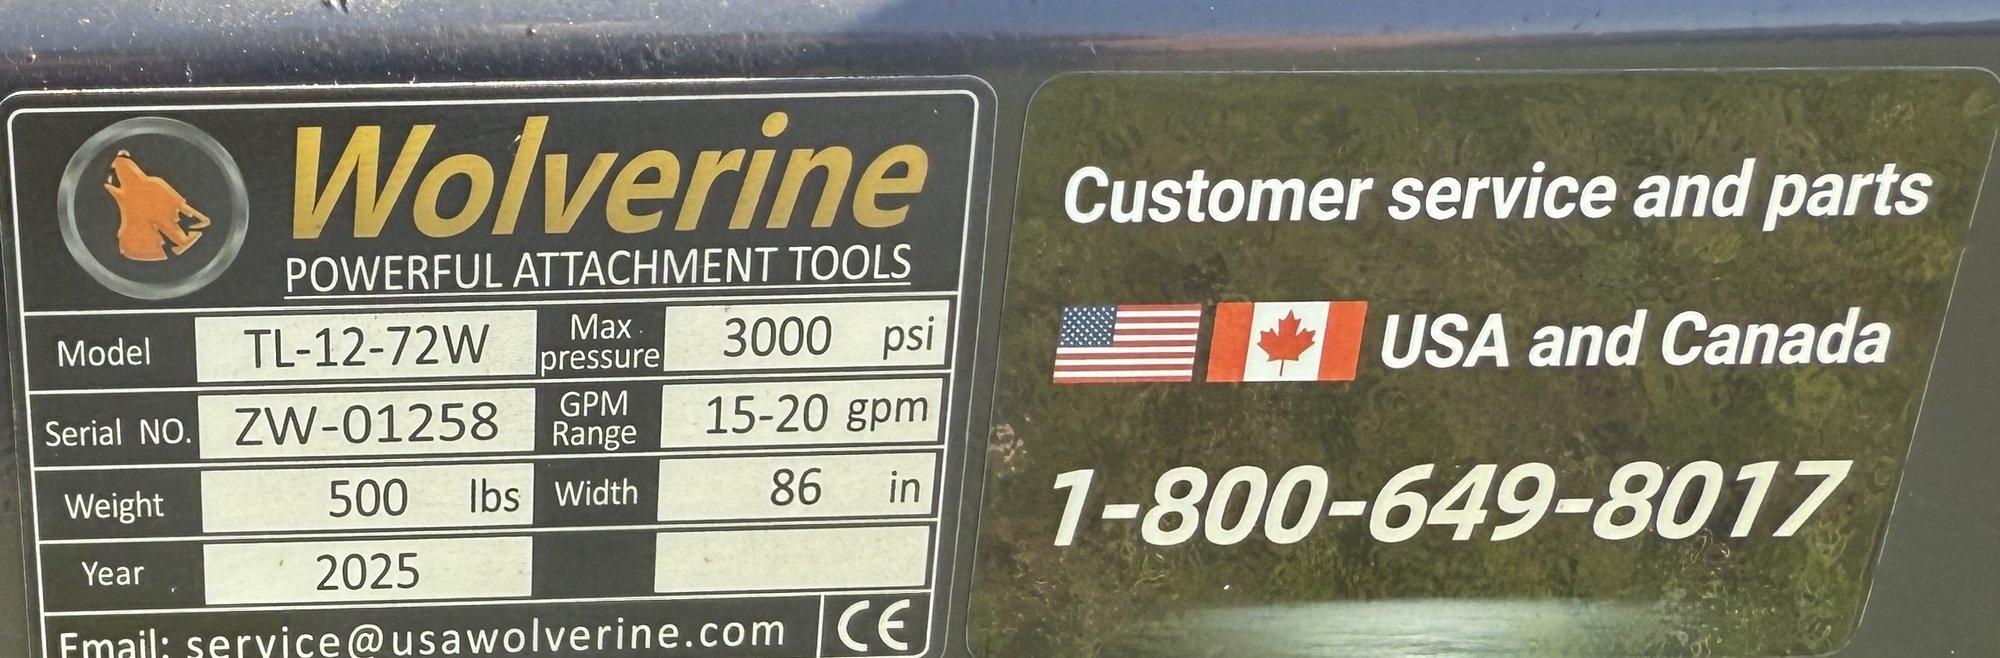 Wolverine
POWERFUL ATTACHMENT TOOLS
Model TL-12-72W Max pressure 3000 psi
Serial NO. ZW-01258 GPM Range 15-20 gpm
Weight 500 lbs Width 86 in
Year 2025
Email: service@usawolverine.com CE
Customer service and parts
USA and Canada
1-800-649-8017